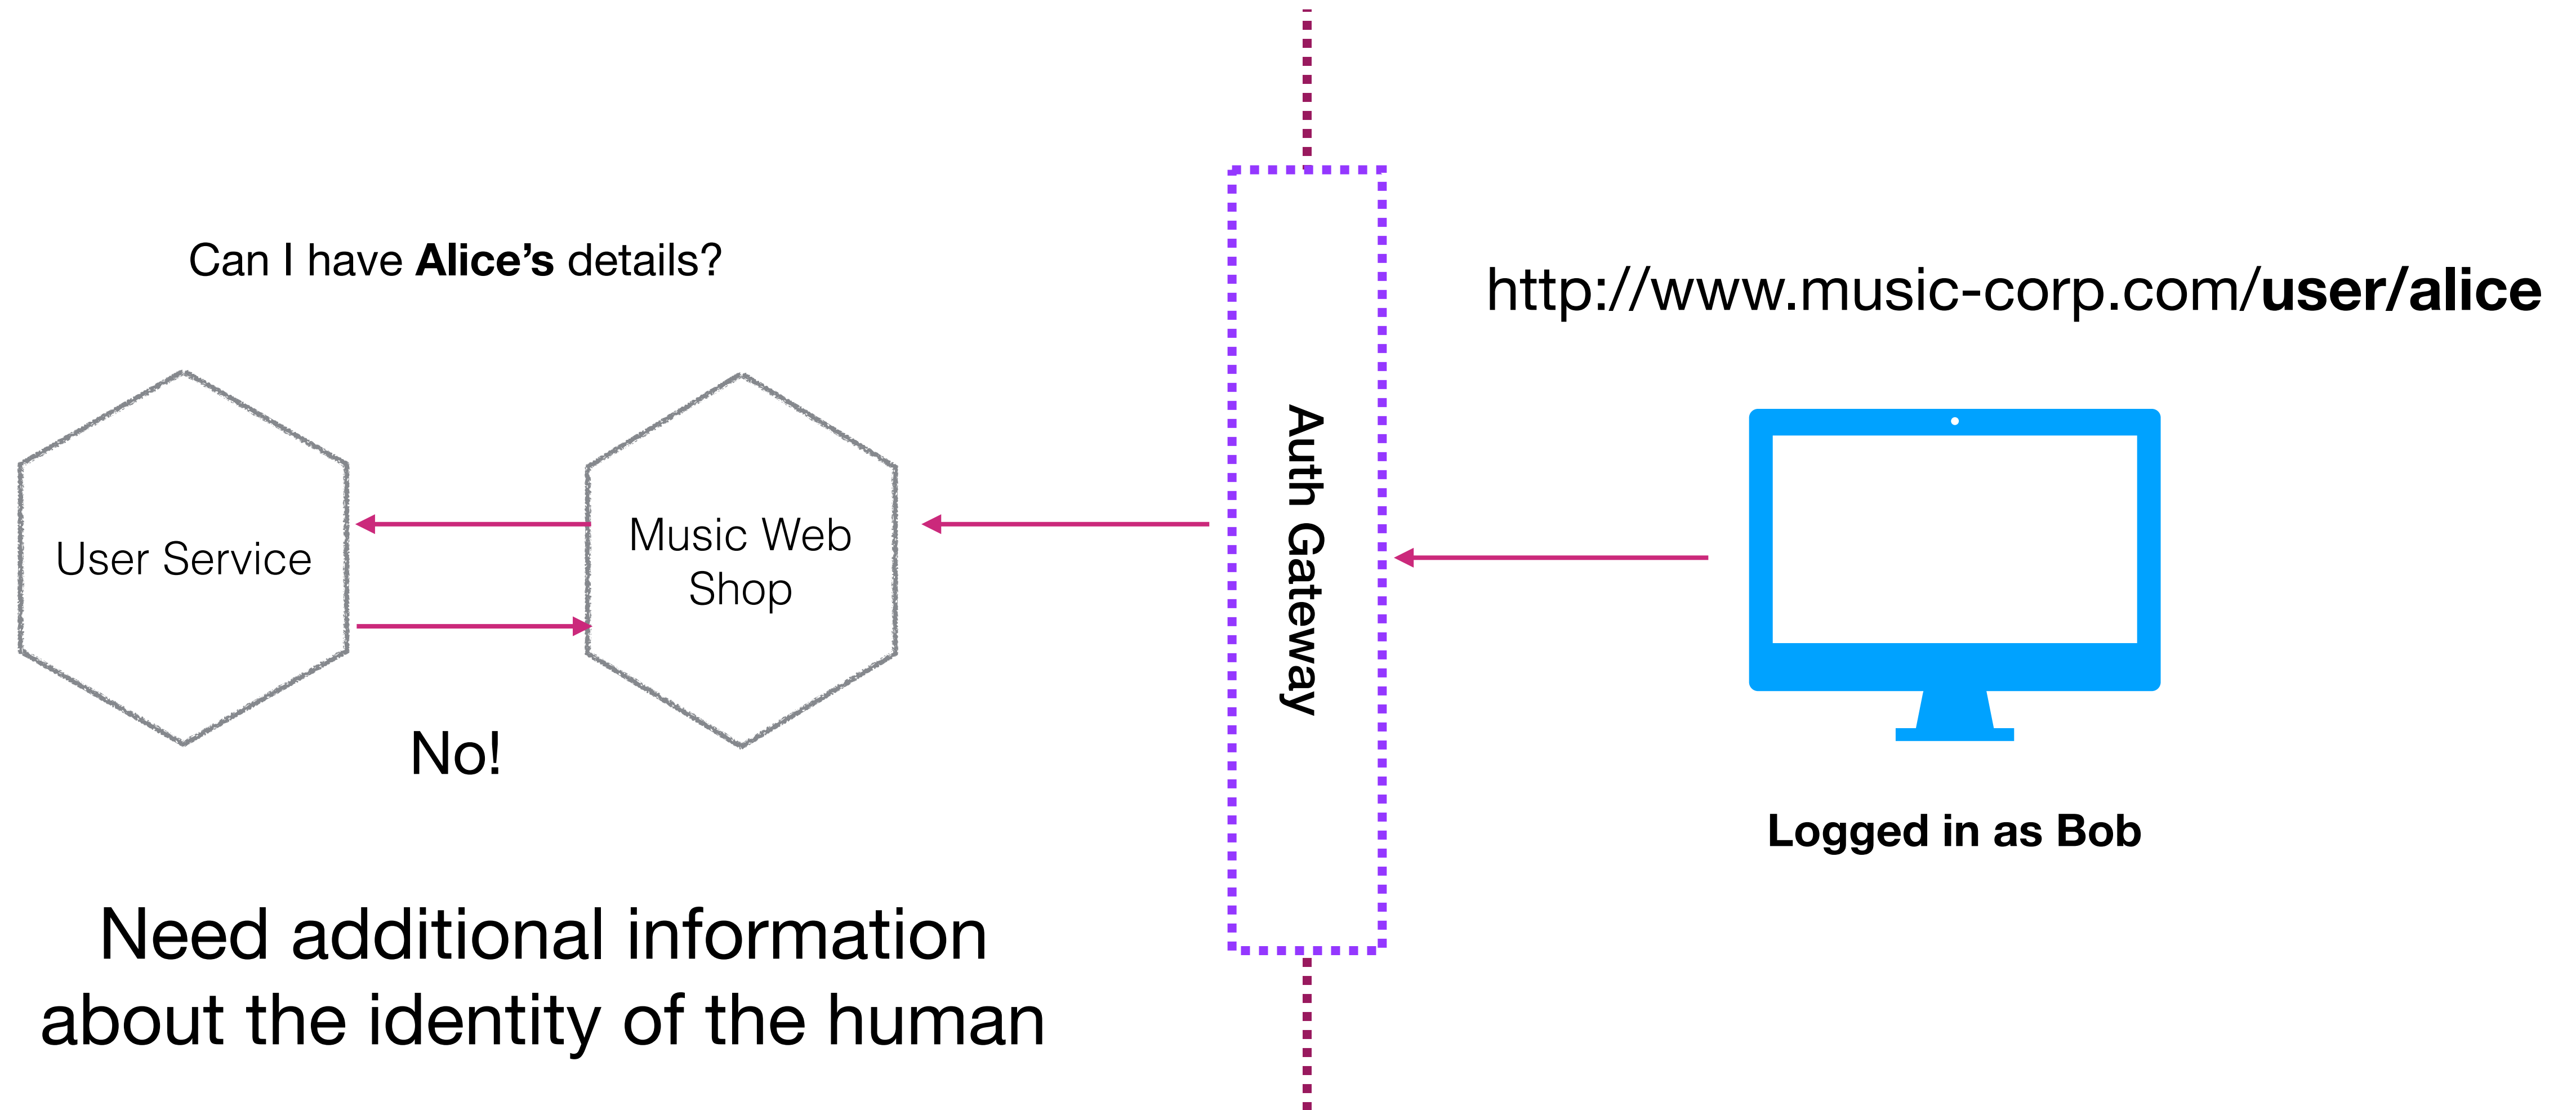 Can I have Alice’s details?
http://www.music-corp.com/user/alice
User Service
Music Web
Shop
Auth Gateway
No!
Logged in as Bob
Need additional information
about the identity of the human